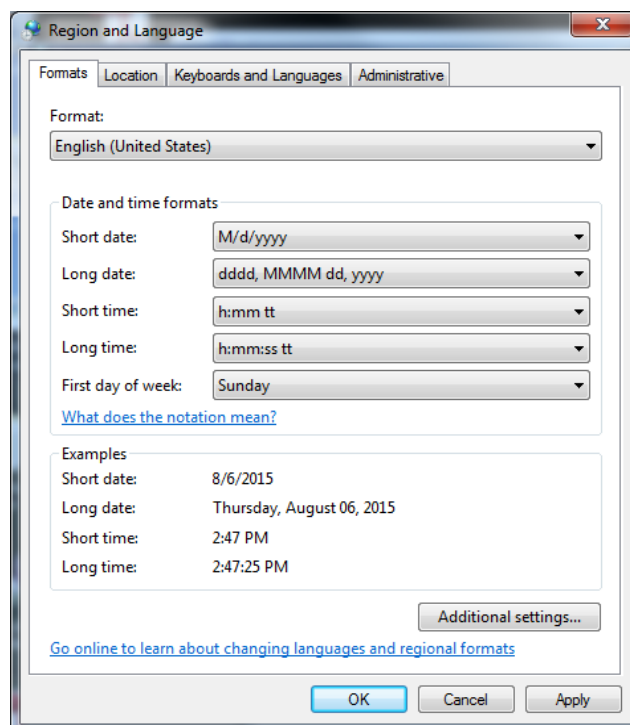 Region and Language
Formats Location Keyboards and Languages Administrative
Format:
English (United States)
Date and time formats
Short date: M/d/yyyy
Long date: dddd, MMMM dd, yyyy
Short time: h:mm tt
Long time: h:mm:ss tt
First day of week: Sunday
What does the notation mean?
Examples
Short date: 8/6/2015
Long date: Thursday, August 06, 2015
Short time: 2:47 PM
Long time: 2:47:25 PM
Additional settings...
Go online to learn about changing languages and regional formats
OK Cancel Apply